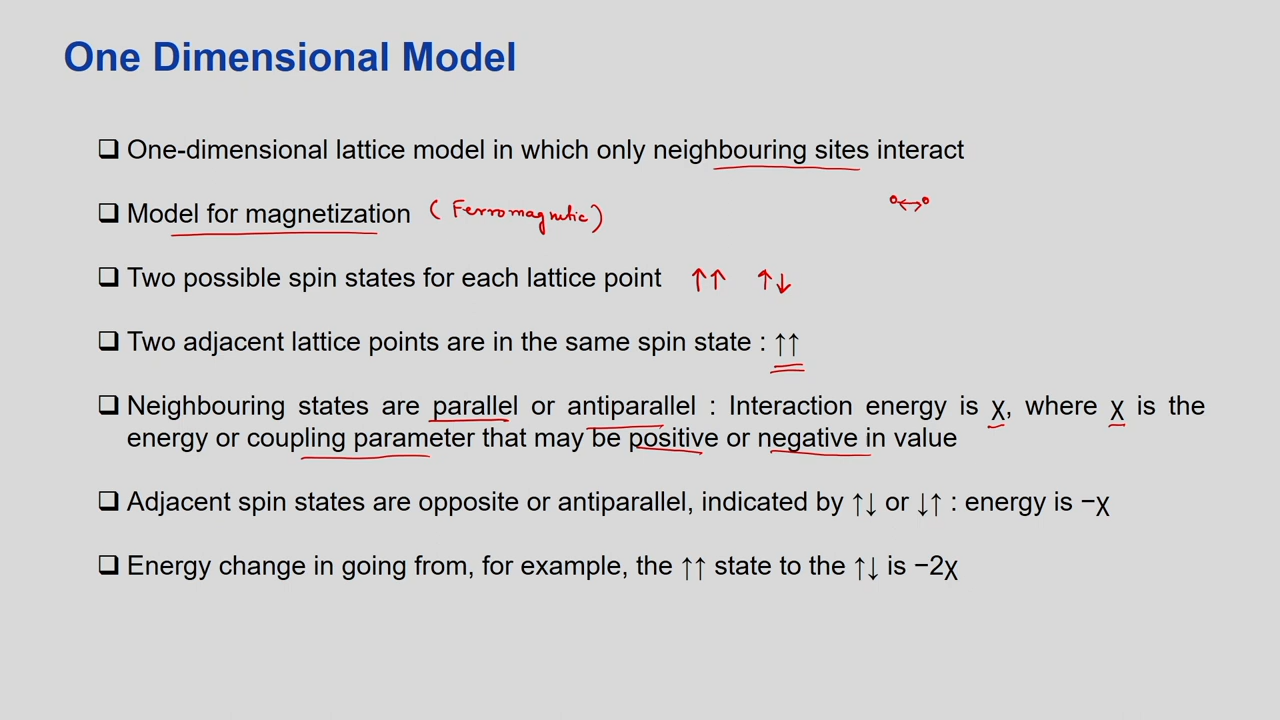 One Dimensional Model
❑ One-dimensional lattice model in which only neighbouring sites interact
❑ Model for magnetization (Ferromagnetic)
❑ Two possible spin states for each lattice point ↑↑ ↑↓
❑ Two adjacent lattice points are in the same spin state : ↑↑
❑ Neighbouring states are parallel or antiparallel : Interaction energy is χ, where χ is the
energy or coupling parameter that may be positive or negative in value
❑ Adjacent spin states are opposite or antiparallel, indicated by ↑↓ or ↓↑ : energy is −χ
❑ Energy change in going from, for example, the ↑↑ state to the ↑↓ is −2χ